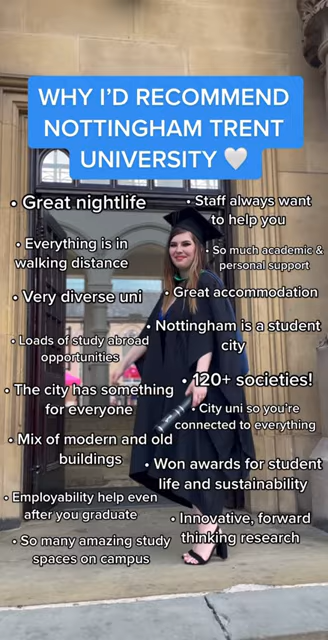 WHY I'D RECOMMEND
NOTTINGHAM TRENT
UNIVERSITY 🤍
• Great nightlife
• Everything is in
walking distance
• Very diverse uni
• Loads of study abroad
opportunities
• The city has something
for everyone
• Mix of modern and old
buildings
• Employability help even
after you graduate
• So many amazing study
spaces on campus
• Staff always want
to help you
• So much academic &
personal support
• Great accommodation
• Nottingham is a student
city
• 120+ societies!
• City uni so you're
connected to everything
• Won awards for student
life and sustainability
• Innovative, forward
thinking research